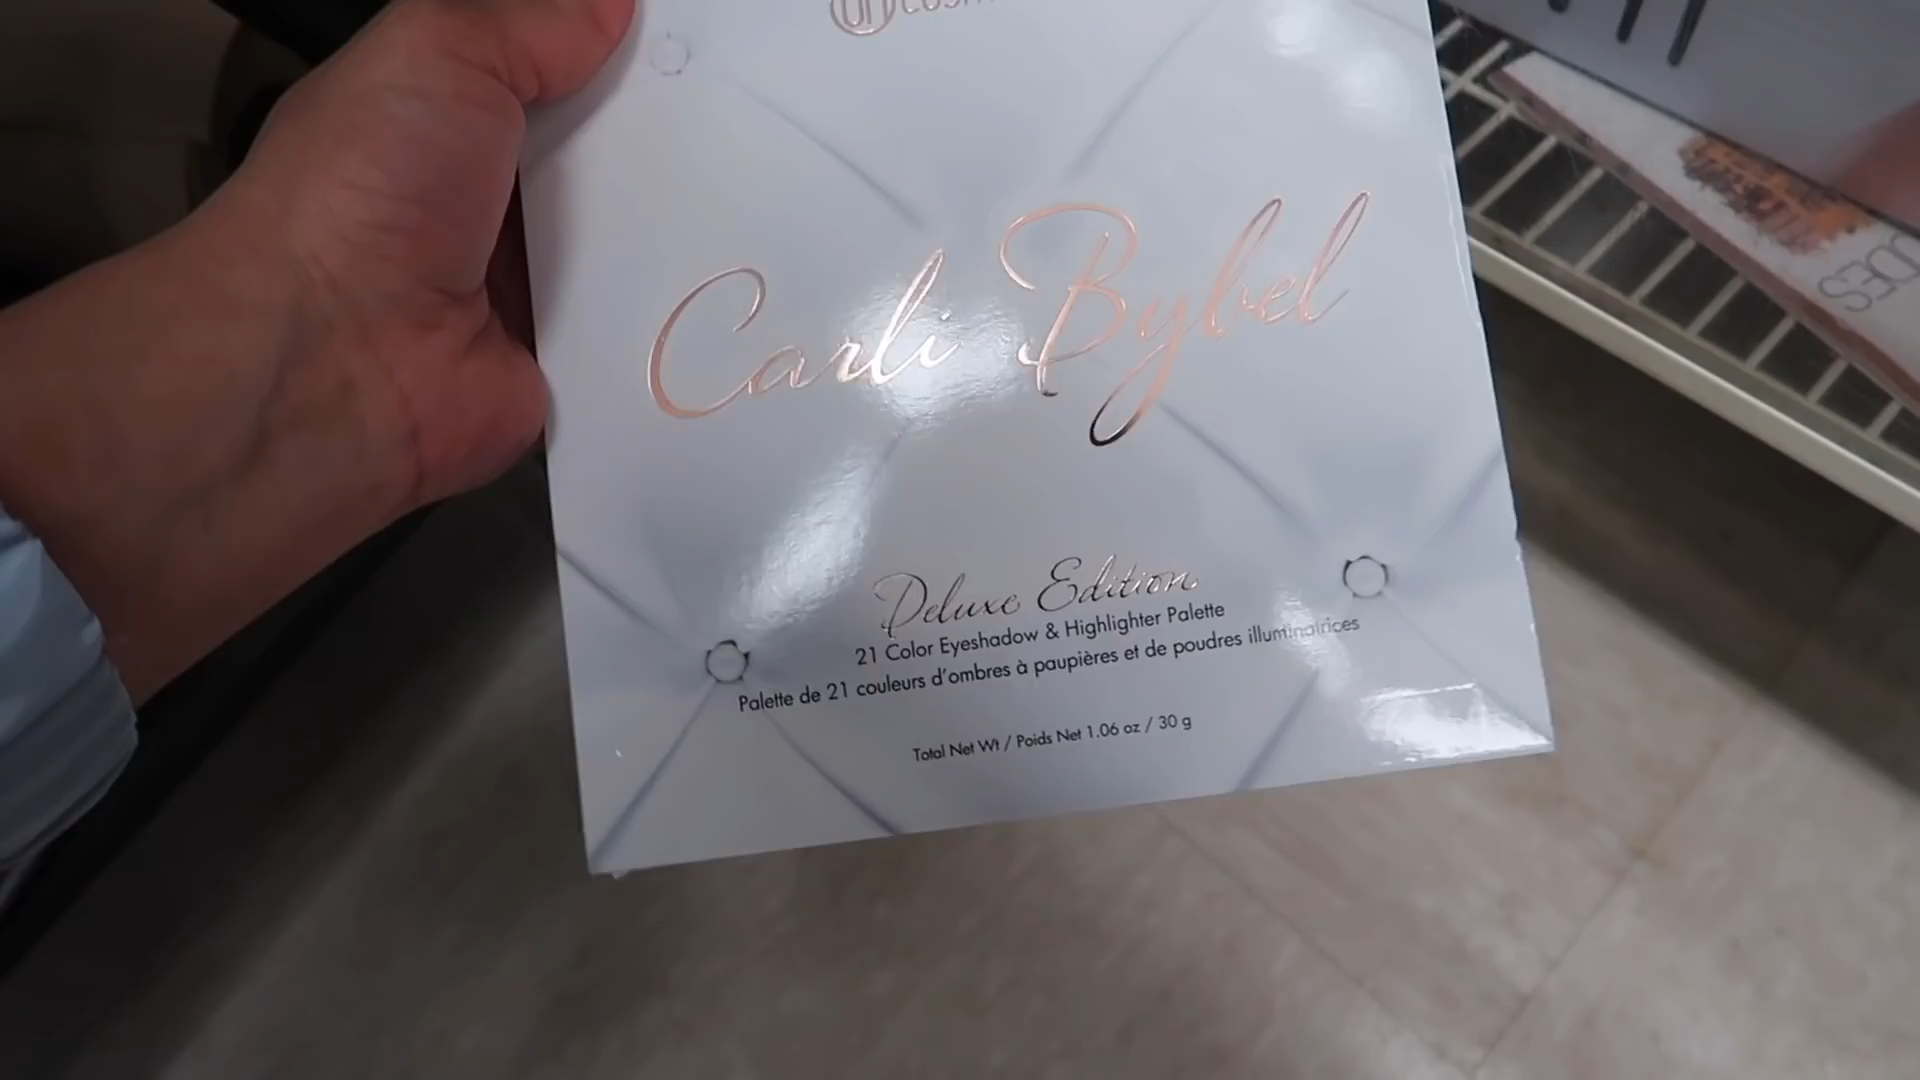 Carli Bybel
Deluxe Edition
21 Color Eyeshadow & Highlighter Palette
Palette de 21 couleurs d'ombres à paupières et de poudres illuminatrices
Total Net Wt / Poids Net 1.06 oz / 30 g